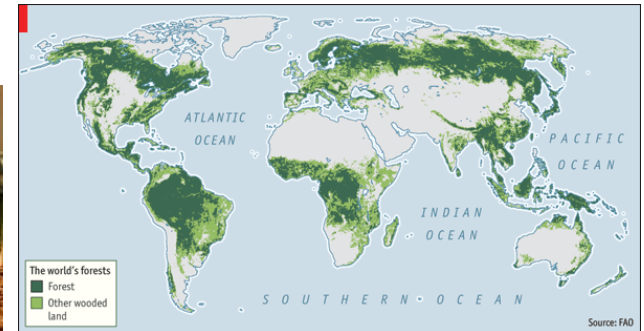 ATLANTIC
OCEAN
PACIFIC
OCEAN
INDIAN
OCEAN
SOUTHERN OCEAN
The world's forests
Forest
Other wooded
land
Source: FAO